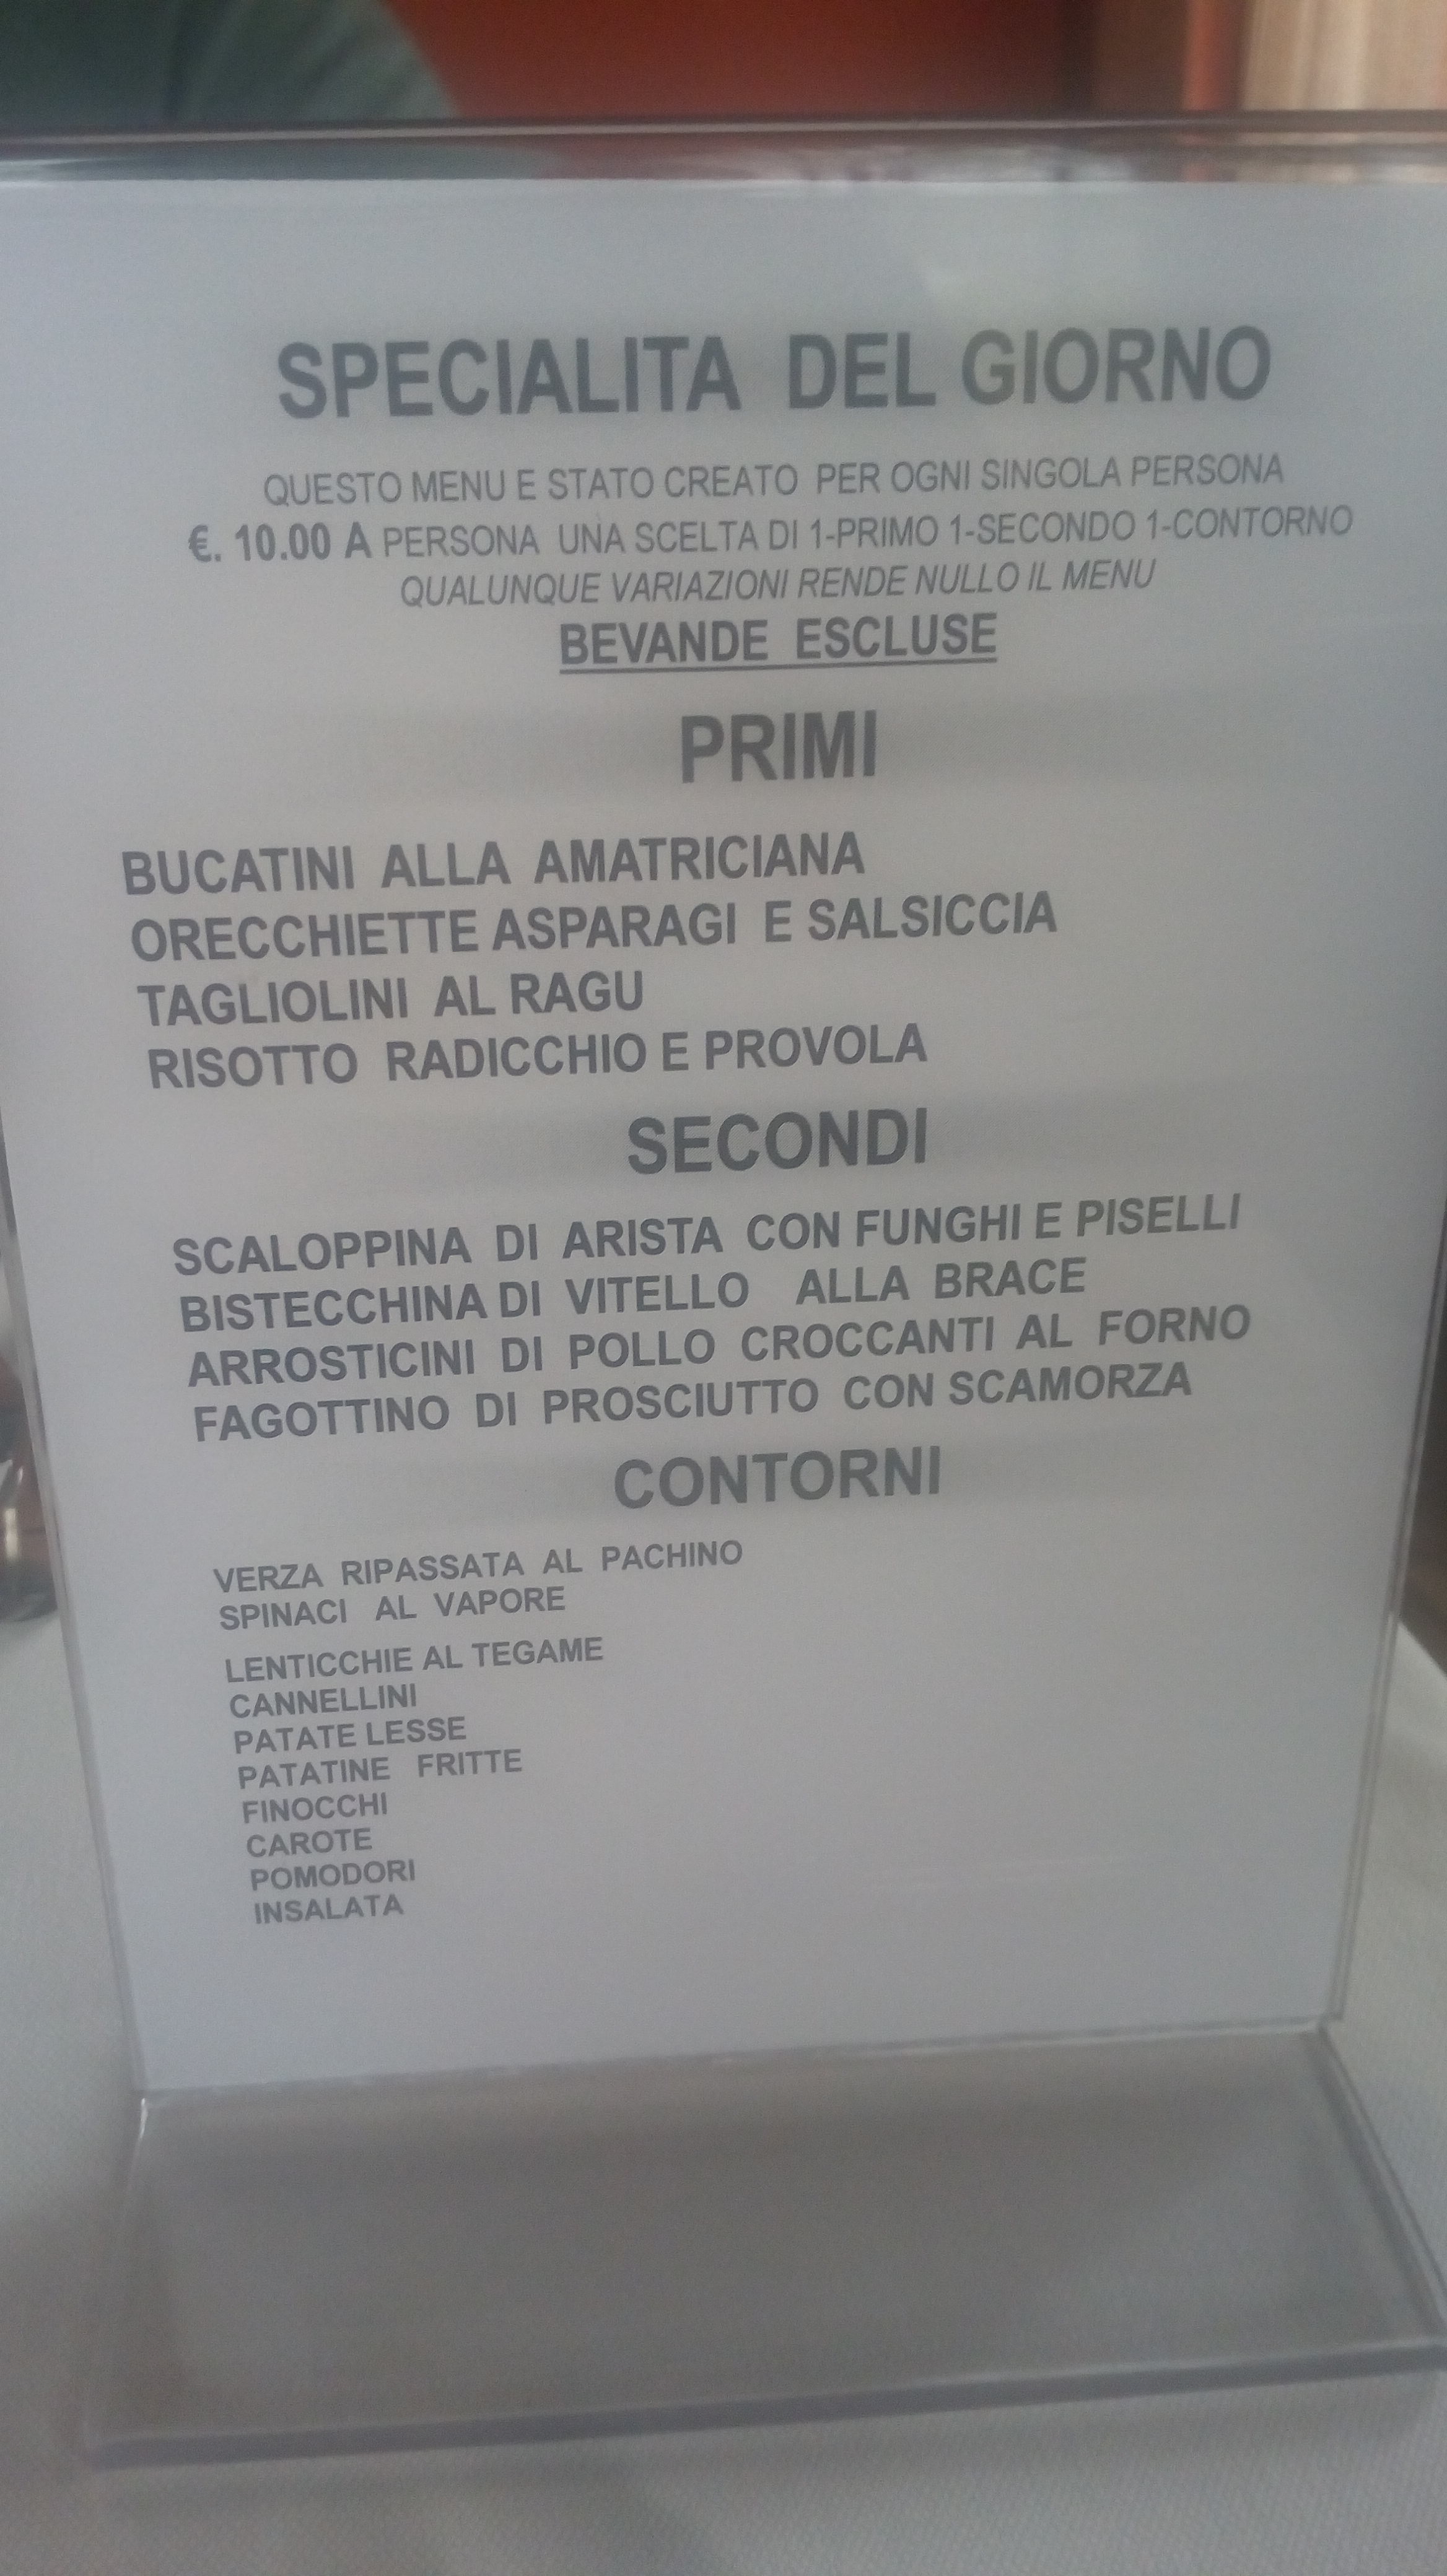 SPECIALITA DEL GIORNO
QUESTO MENU E STATO CREATO PER OGNI SINGOLA PERSONA
€. 10.00 A PERSONA UNA SCELTA DI 1-PRIMO 1-SECONDO 1-CONTORNO
QUALUNQUE VARIAZIONI RENDE NULLO IL MENU
BEVANDE ESCLUSE
PRIMI
BUCATINI ALLA AMATRICIANA
ORECCHIETTE ASPARAGI E SALSICCIA
TAGLIOLINI AL RAGU
RISOTTO RADICCHIO E PROVOLA
SECONDI
SCALOPPINA DI ARISTA CON FUNGHI E PISELLI
BISTECCHINA DI VITELLO ALLA BRACE
ARROSTICINI DI POLLO CROCCANTI AL FORNO
FAGOTTINO DI PROSCIUTTO CON SCAMORZA
CONTORNI
VERZA RIPASSATA AL PACHINO
SPINACI AL VAPORE
LENTICCHIE AL TEGAME
CANNELLINI
PATATE LESSE
PATATINE FRITTE
FINOCCHI
CAROTE
POMODORI
INSALATA